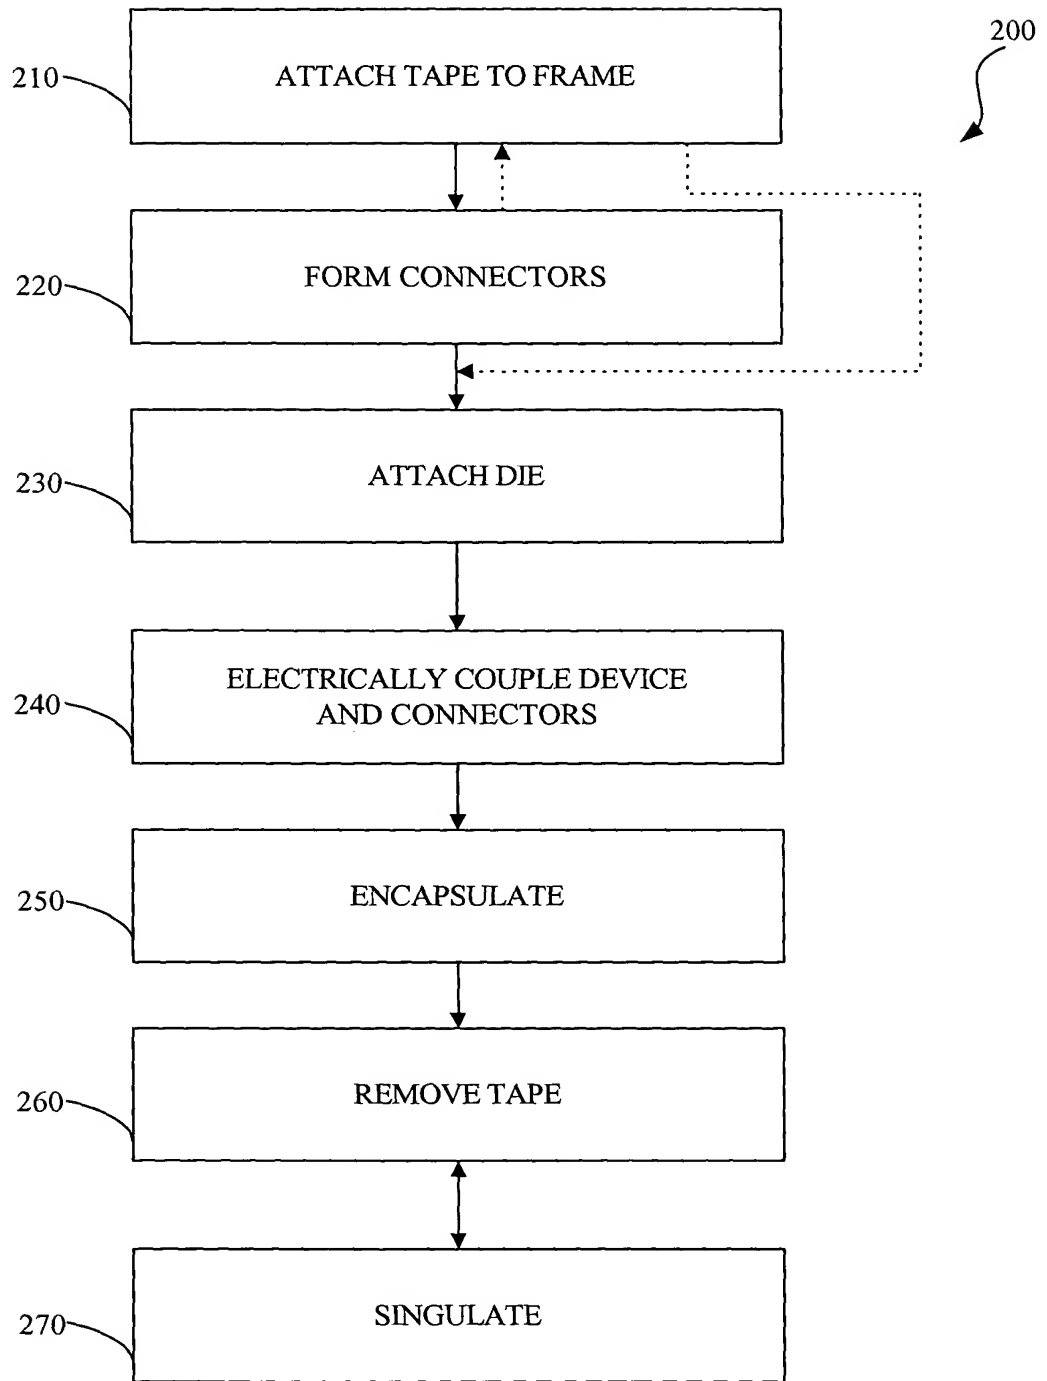 200
210
ATTACH TAPE TO FRAME
220
FORM CONNECTORS
230
ATTACH DIE
240
ELECTRICALLY COUPLE DEVICE
AND CONNECTORS
250
ENCAPSULATE
260
REMOVE TAPE
270
SINGULATE